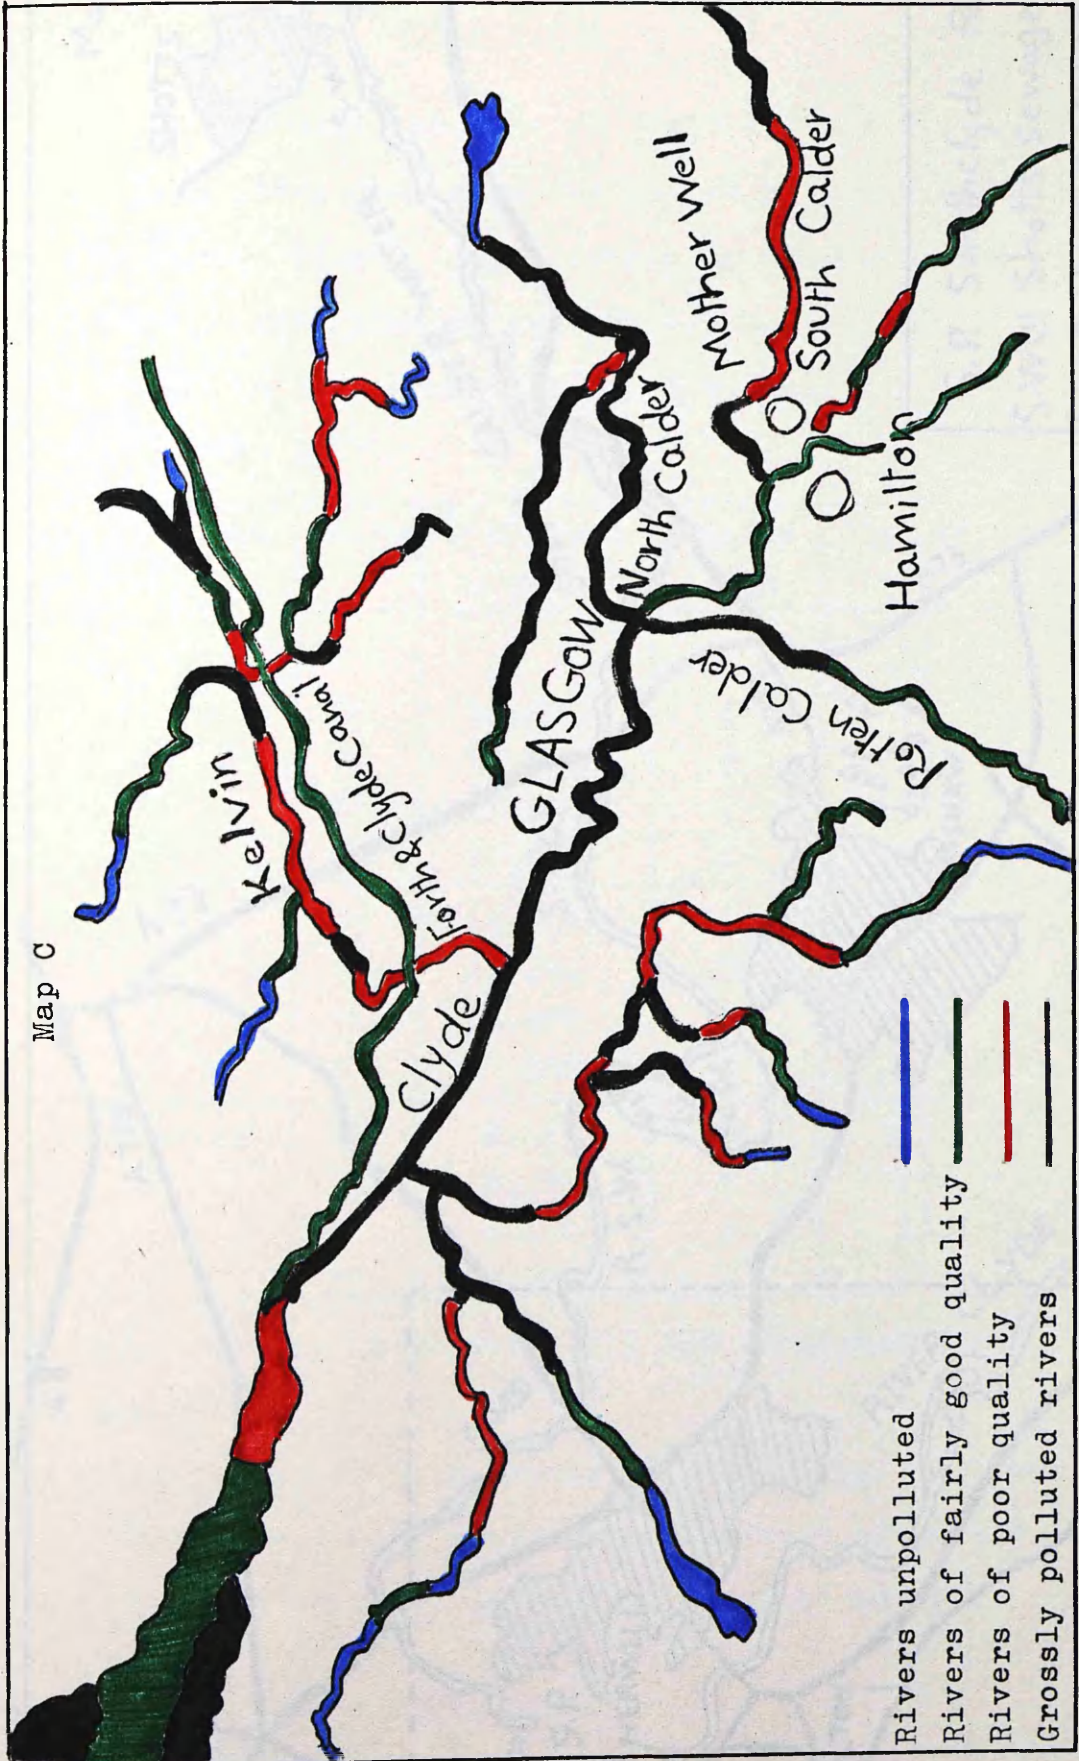 Map C
Kelvin
Forth & Clyde Canal
Clyde
GLASGOW
North Calder
Mother Well
South Calder
Hamilton
Rotten Calder
Rivers unpolluted
Rivers of fairly good quality
Rivers of poor quality
Grossly polluted rivers